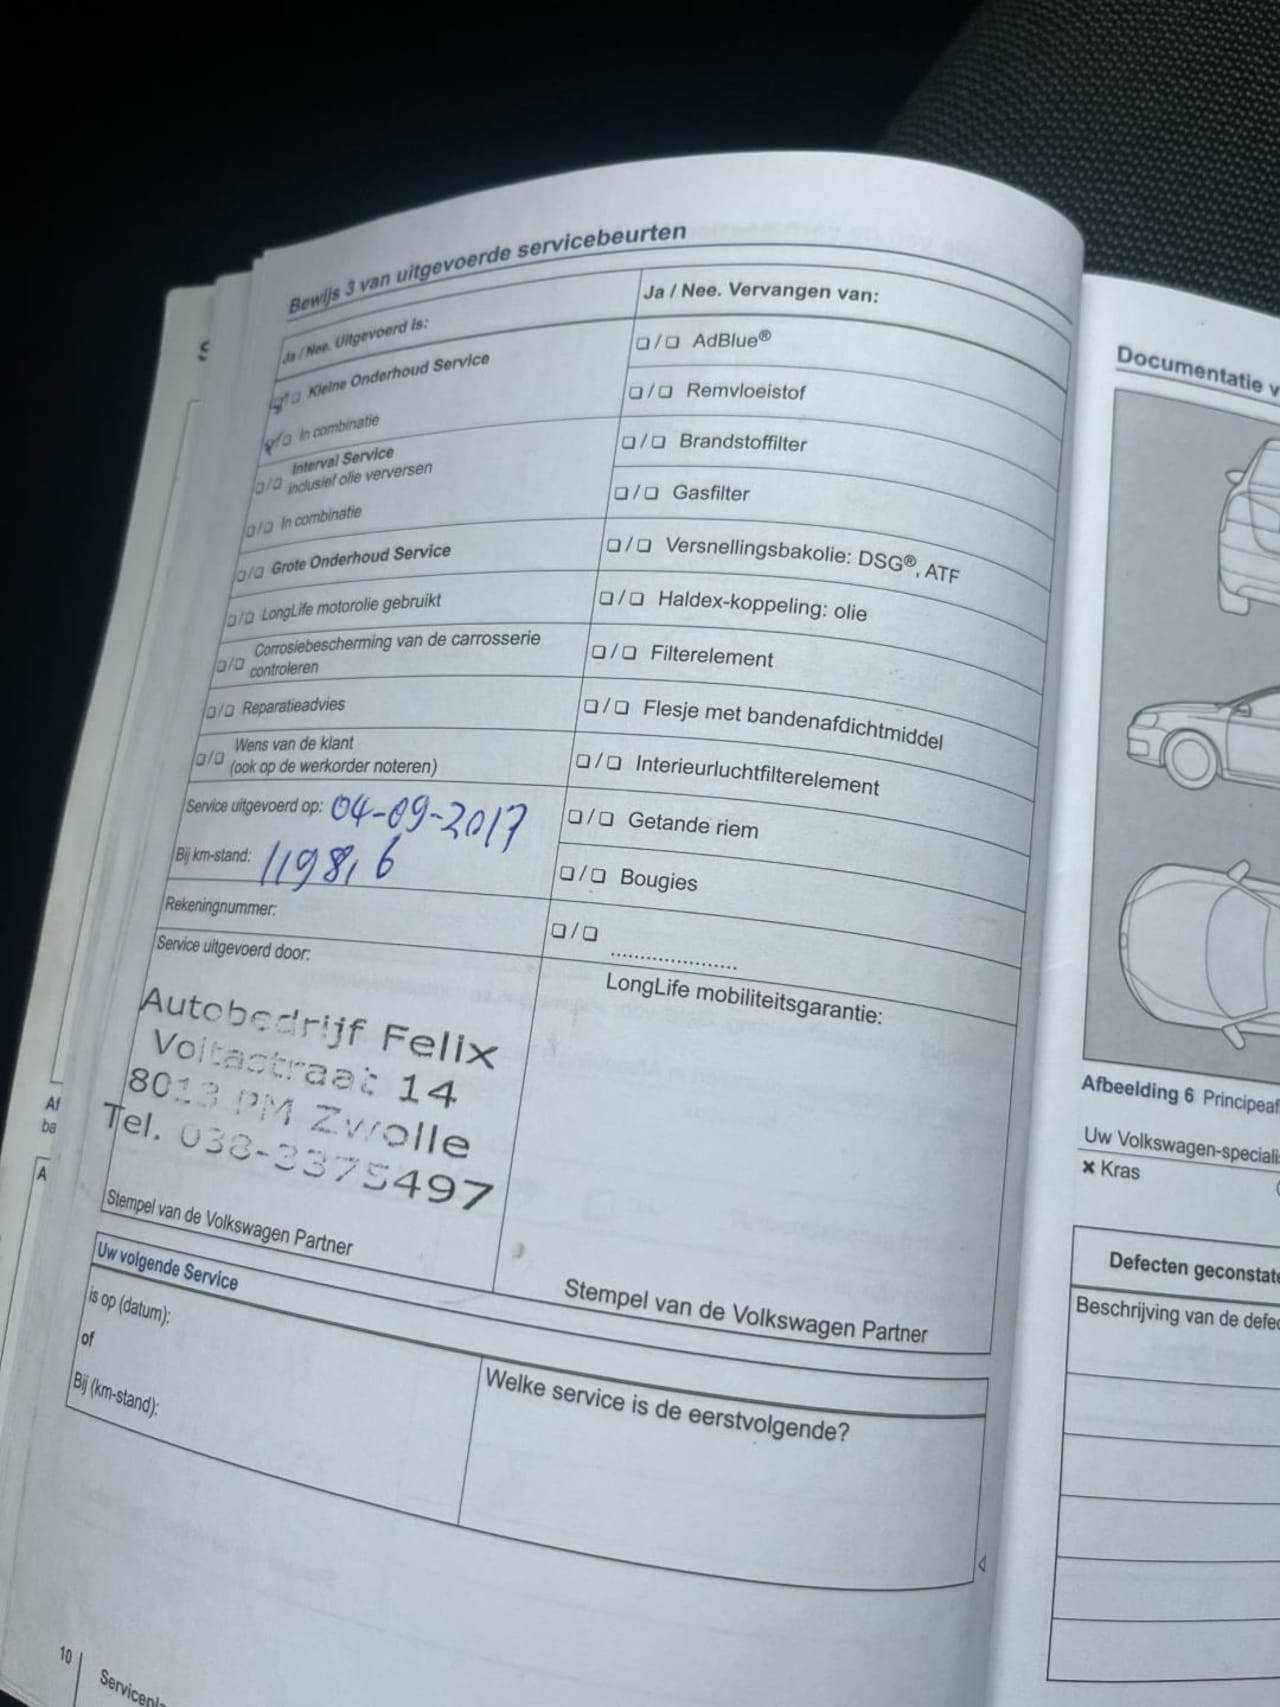 Bewijs 3 van uitgevoerde servicebeurten
Ja / Nee. Uitgevoerd is:
❑/❑ Kleine Onderhoud Service
❑/❑ In combinatie
❑/❑ Interval Service
inclusief olie verversen
❑/❑ In combinatie
❑/❑ Grote Onderhoud Service
❑/❑ LongLife motorolie gebruikt
❑/❑ Corrosiebescherming van de carrosserie
controleren
❑/❑ Reparatieadvies
❑/❑ Wens van de klant
(ook op de werkorder noteren)
Service uitgevoerd op: 04-09-2017
Bij km-stand: 1198,6
Rekeningnummer:
Service uitgevoerd door:
Autobedrijf Felix
Voltastraat 14
8013 PM Zwolle
Tel. 038-3375497
Stempel van de Volkswagen Partner
Ja / Nee. Vervangen van:
❑/❑ AdBlue®
❑/❑ Remvloeistof
❑/❑ Brandstoffilter
❑/❑ Gasfilter
❑/❑ Versnellingsbakolie: DSG®, ATF
❑/❑ Haldex-koppeling: olie
❑/❑ Filterelement
❑/❑ Flesje met bandenafdichtmiddel
❑/❑ Interieurluchtfilterelement
❑/❑ Getande riem
❑/❑ Bougies
❑/❑ .....................
LongLife mobiliteitsgarantie:
Stempel van de Volkswagen Partner
Uw volgende Service
is op (datum):
of
Bij (km-stand):
Welke service is de eerstvolgende?
10
Servicepla
S
Af
ba
A
Documentatie v
Afbeelding 6 Principeaf
Uw Volkswagen-speciali
× Kras
Defecten geconstate
Beschrijving van de defec